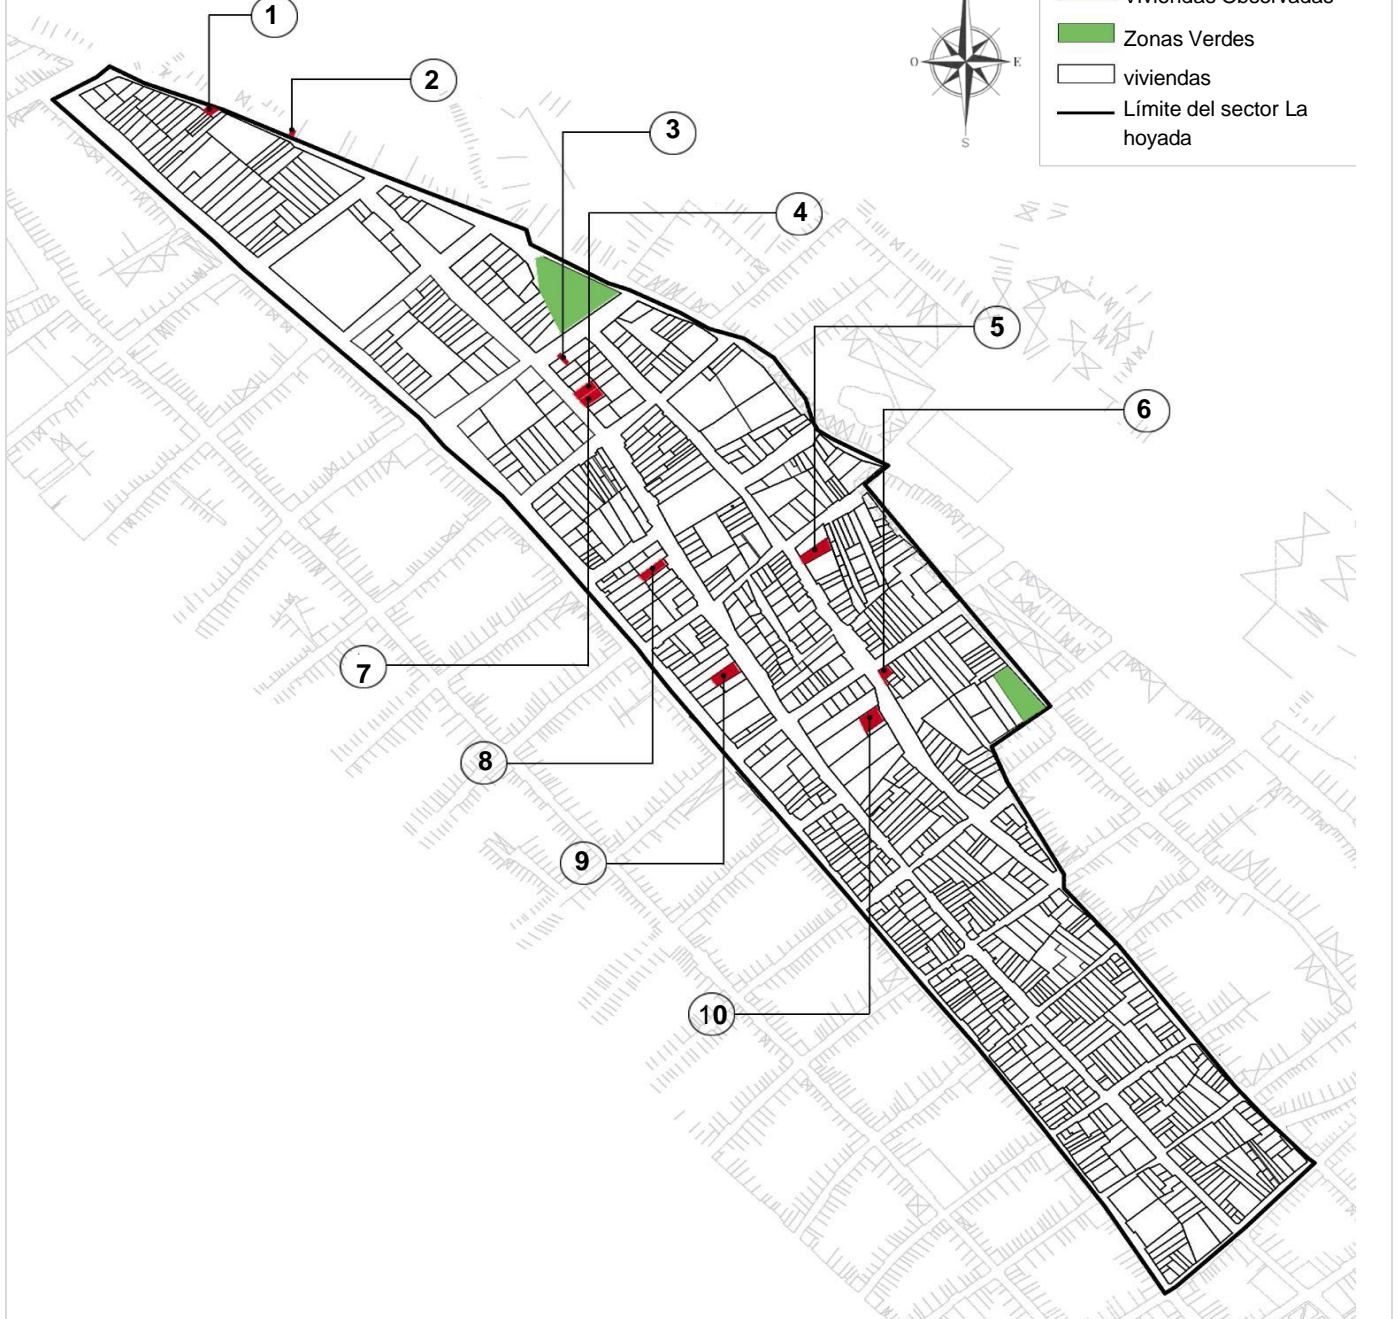 Viviendas Observadas
Zonas Verdes
viviendas
Límite del sector La
hoyada
O
E
S
1
2
3
4
5
6
7
8
9
10